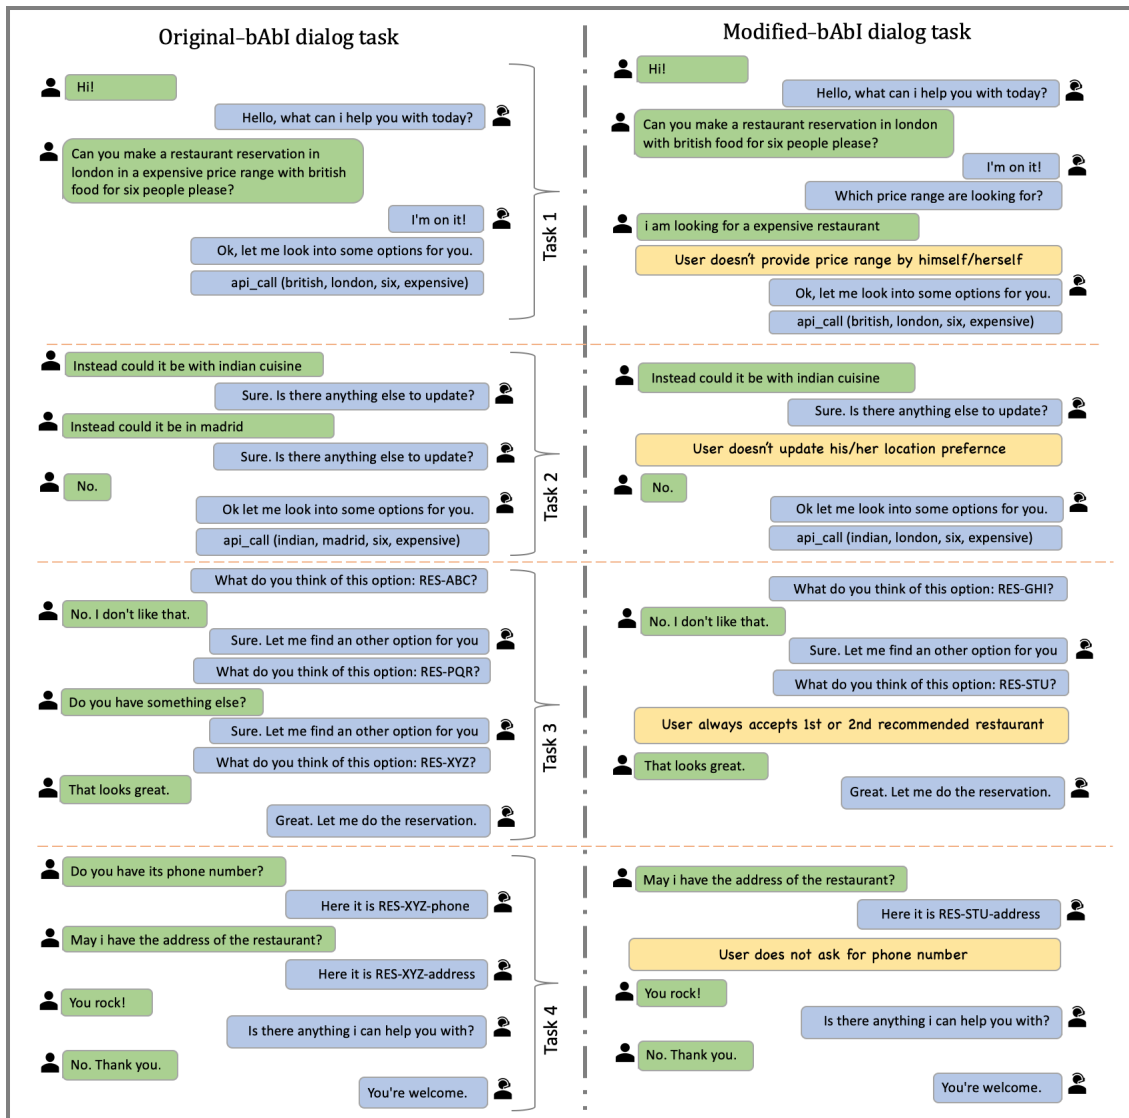 Original-bAbI dialog task
Hi!
Hello, what can i help you with today?
Can you make a restaurant reservation in
london in a expensive price range with british
food for six people please?
I'm on it!
Ok, let me look into some options for you.
api_call (british, london, six, expensive)
Task 1
Instead could it be with indian cuisine
Sure. Is there anything else to update?
Instead could it be in madrid
Sure. Is there anything else to update?
No.
Ok let me look into some options for you.
api_call (indian, madrid, six, expensive)
Task 2
What do you think of this option: RES-ABC?
No. I don't like that.
Sure. Let me find an other option for you
What do you think of this option: RES-PQR?
Do you have something else?
Sure. Let me find an other option for you
What do you think of this option: RES-XYZ?
That looks great.
Great. Let me do the reservation.
Task 3
Do you have its phone number?
Here it is RES-XYZ-phone
May i have the address of the restaurant?
Here it is RES-XYZ-address
You rock!
Is there anything i can help you with?
No. Thank you.
You're welcome.
Task 4
Modified-bAbI dialog task
Hi!
Hello, what can i help you with today?
Can you make a restaurant reservation in london
with british food for six people please?
I'm on it!
Which price range are looking for?
i am looking for a expensive restaurant
User doesn't provide price range by himself/herself
Ok, let me look into some options for you.
api_call (british, london, six, expensive)
Instead could it be with indian cuisine
Sure. Is there anything else to update?
User doesn't update his/her location prefernce
No.
Ok let me look into some options for you.
api_call (indian, london, six, expensive)
What do you think of this option: RES-GHI?
No. I don't like that.
Sure. Let me find an other option for you
What do you think of this option: RES-STU?
User always accepts 1st or 2nd recommended restaurant
That looks great.
Great. Let me do the reservation.
May i have the address of the restaurant?
Here it is RES-STU-address
User does not ask for phone number
You rock!
Is there anything i can help you with?
No. Thank you.
You're welcome.